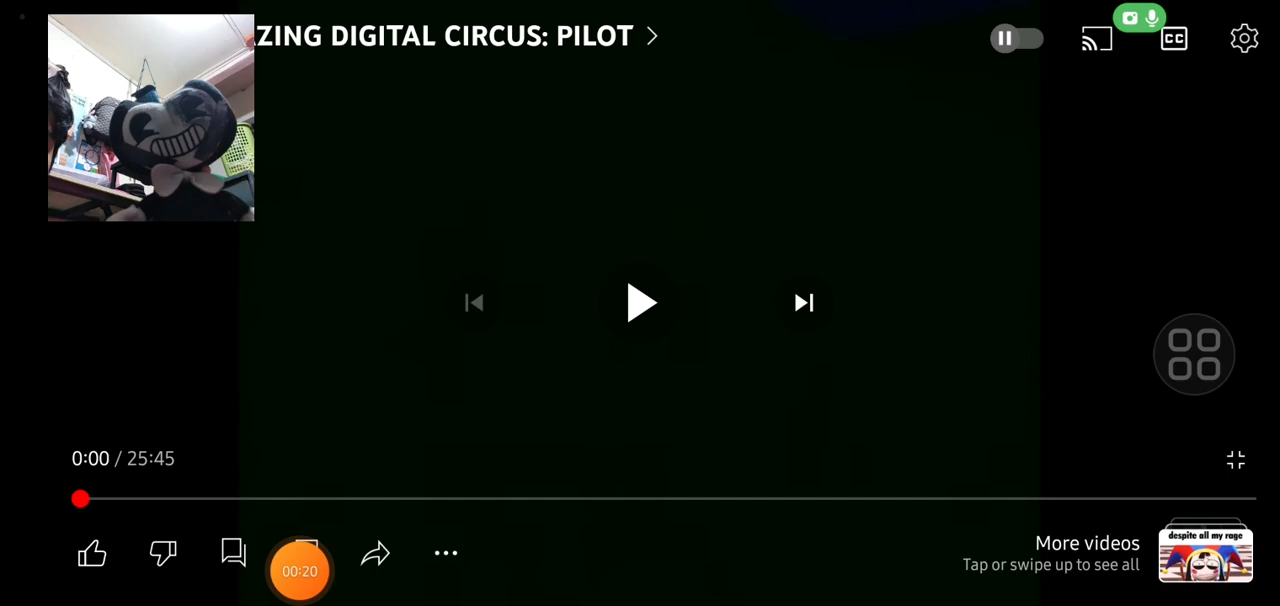 ZING DIGITAL CIRCUS: PILOT
CC
0:00 / 25:45
00:20
More videos
Tap or swipe up to see all
despite all my rage